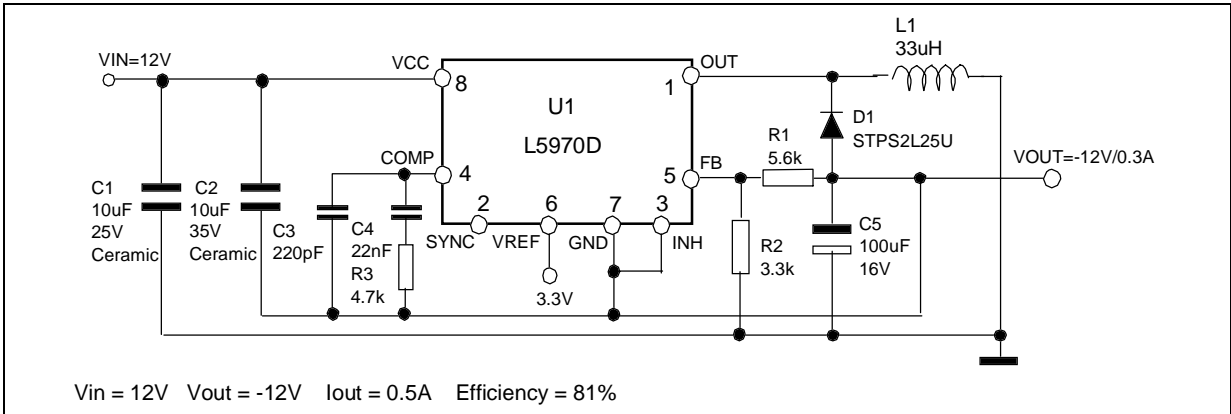 L1
33uH
VIN=12V
VCC
8
OUT
1
U1
L5970D
D1
STPS2L25U
R1
5.6k
VOUT=-12V/0.3A
COMP
4
FB
5
C1
10uF
25V
Ceramic
C2
10uF
35V
Ceramic
C3
220pF
C4
22nF
R3
4.7k
2
6
7
3
SYNC
VREF
GND
INH
3.3V
R2
3.3k
C5
100uF
16V
Vin = 12V Vout = -12V Iout = 0.5A Efficiency = 81%